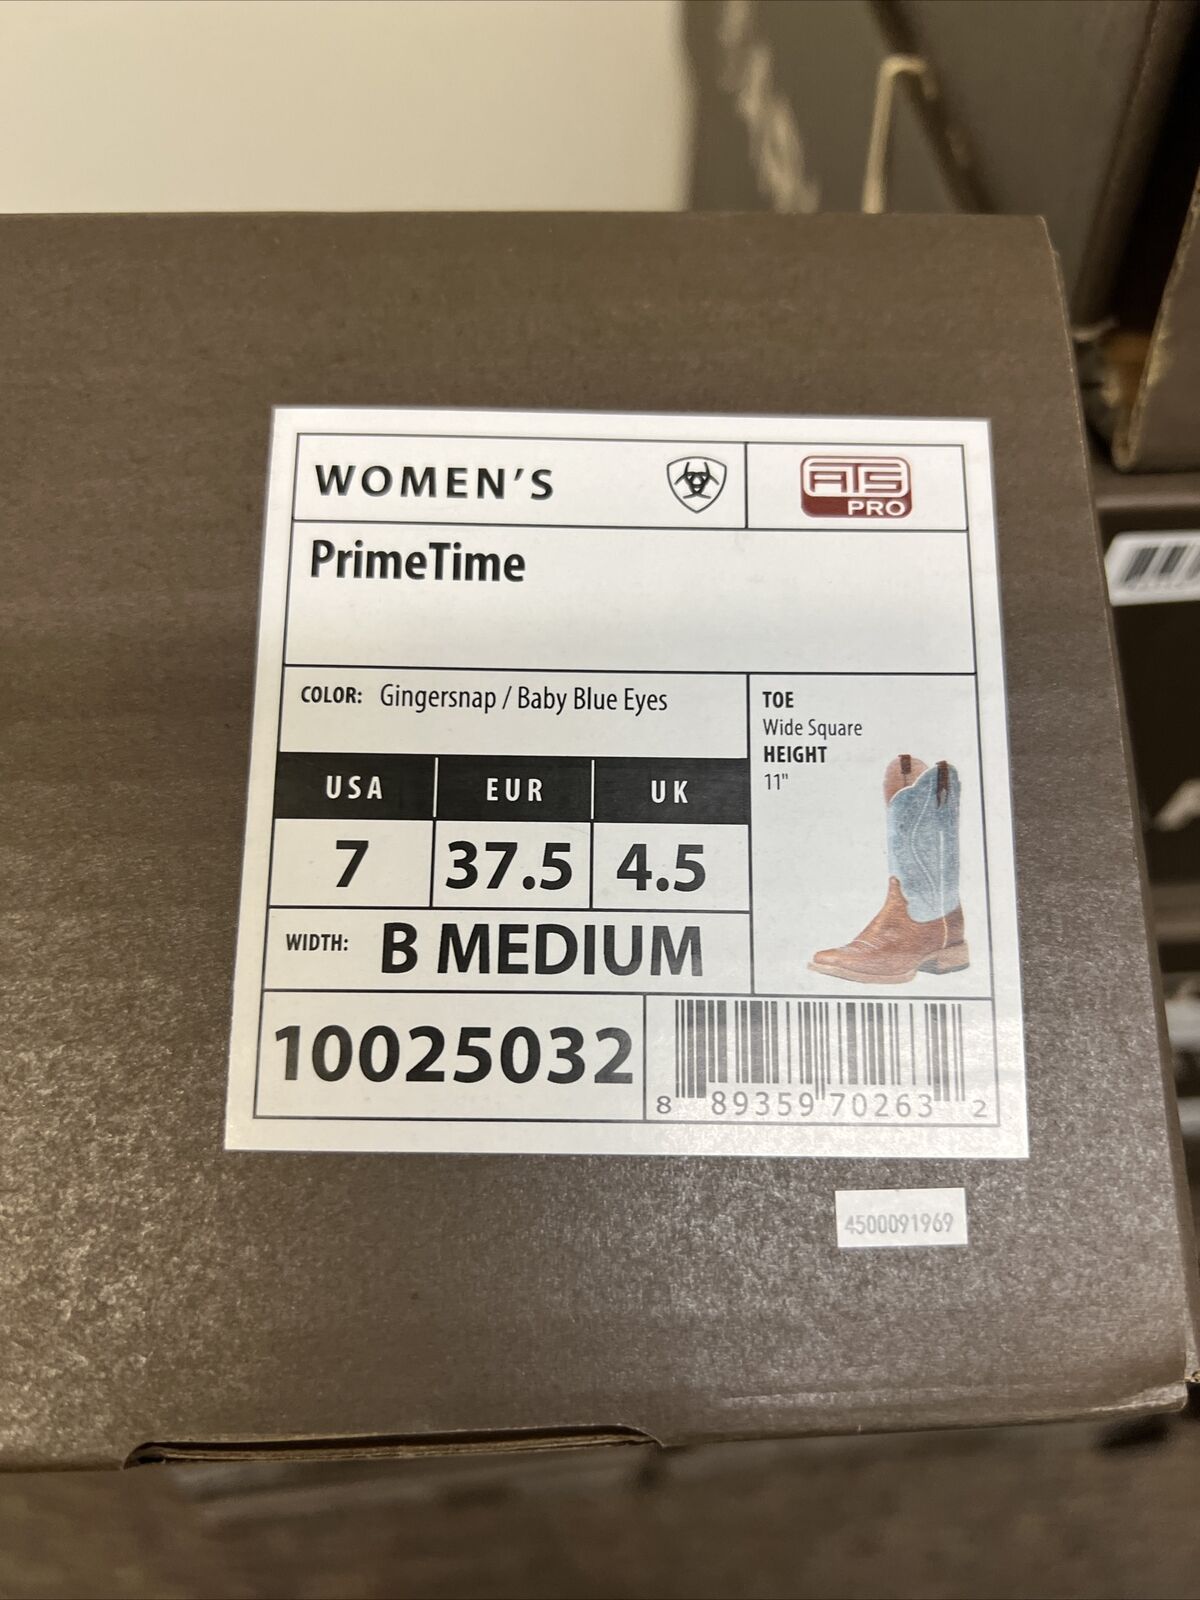 WOMEN'S
ATS
PRO
PrimeTime
COLOR: Gingersnap / Baby Blue Eyes
TOE
Wide Square
HEIGHT
11"
USA EUR UK
7 37.5 4.5
WIDTH: B MEDIUM
10025032
8 89359 70263 2
4500091969